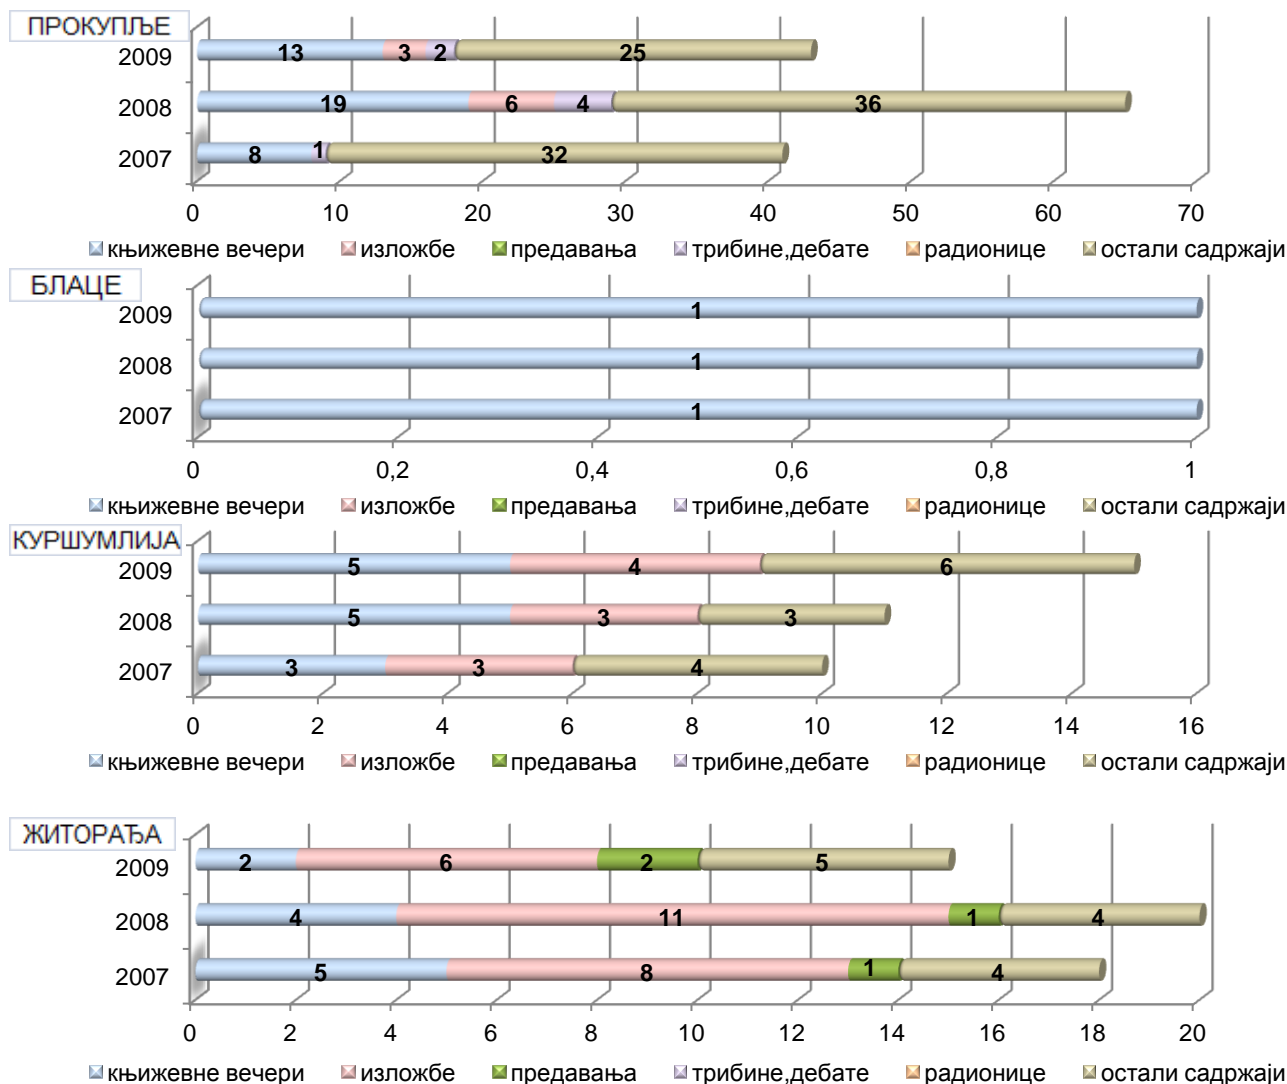 ПРОКУПЉЕ
2009 13 3 2 25
2008 19 6 4 36
2007 8 1 32
0 10 20 30 40 50 60 70
књижевне вечери изложбе предавања трибине,дебате радионице остали садржаји
БЛАЦЕ
2009 1
2008 1
2007 1
0 0,2 0,4 0,6 0,8 1
књижевне вечери изложбе предавања трибине,дебате радионице остали садржаји
КУРШУМЛИЈА
2009 5 4 6
2008 5 3 3
2007 3 3 4
0 2 4 6 8 10 12 14 16
књижевне вечери изложбе предавања трибине,дебате радионице остали садржаји
ЖИТОРАЂА
2009 2 6 2 5
2008 4 11 1 4
2007 5 8 1 4
0 2 4 6 8 10 12 14 16 18 20
књижевне вечери изложбе предавања трибине,дебате радионице остали садржаји